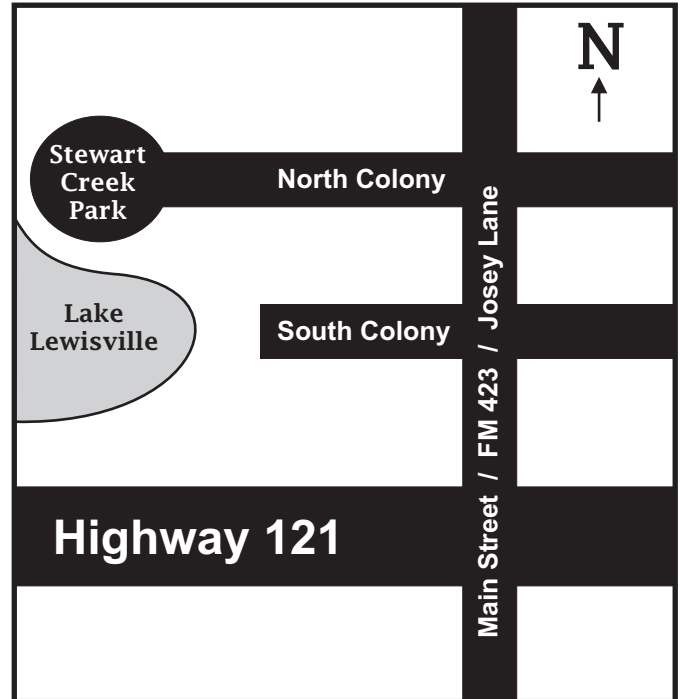 N
Stewart
Creek
Park
North Colony
Lake
Lewisville
South Colony
Main Street / FM 423 / Josey Lane
Highway 121